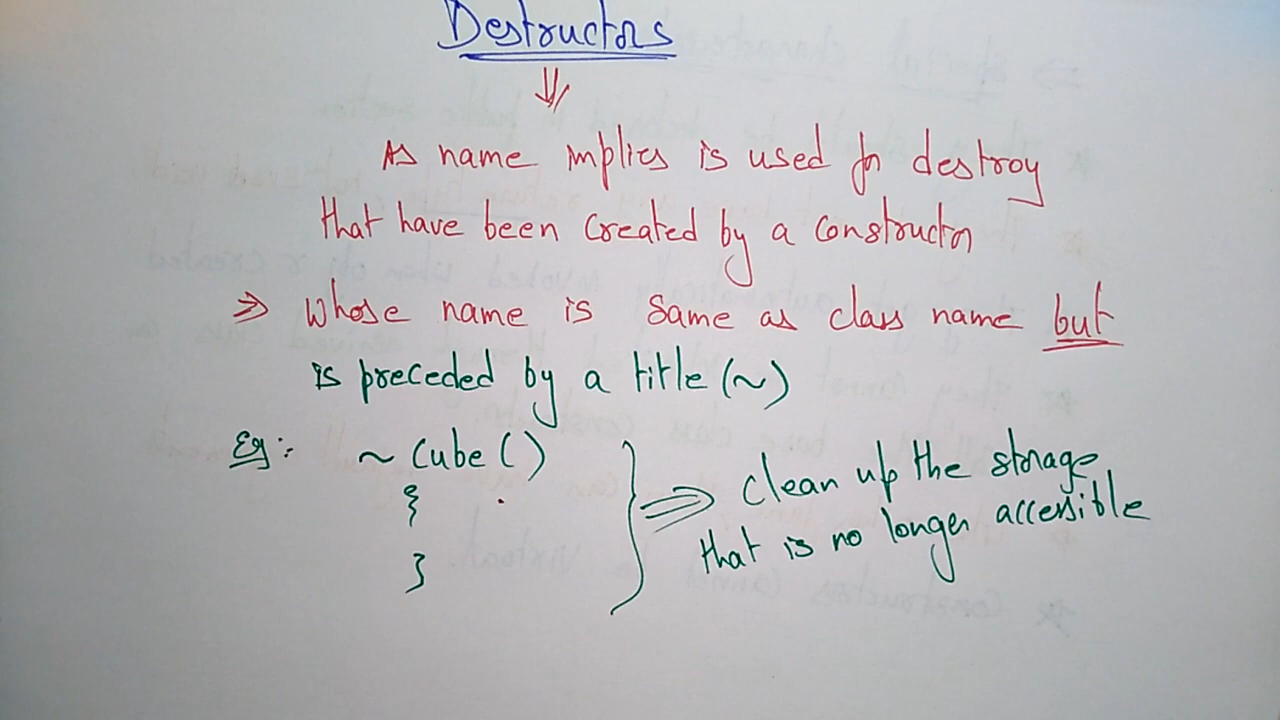 Destructors
As name implies is used for destroy
that have been created by a constructor
⇒ whose name is same as class name but
is preceded by a title (~)
Eg: ~ Cube ()
{
}
⇒ clean up the storage
that is no longer accessible